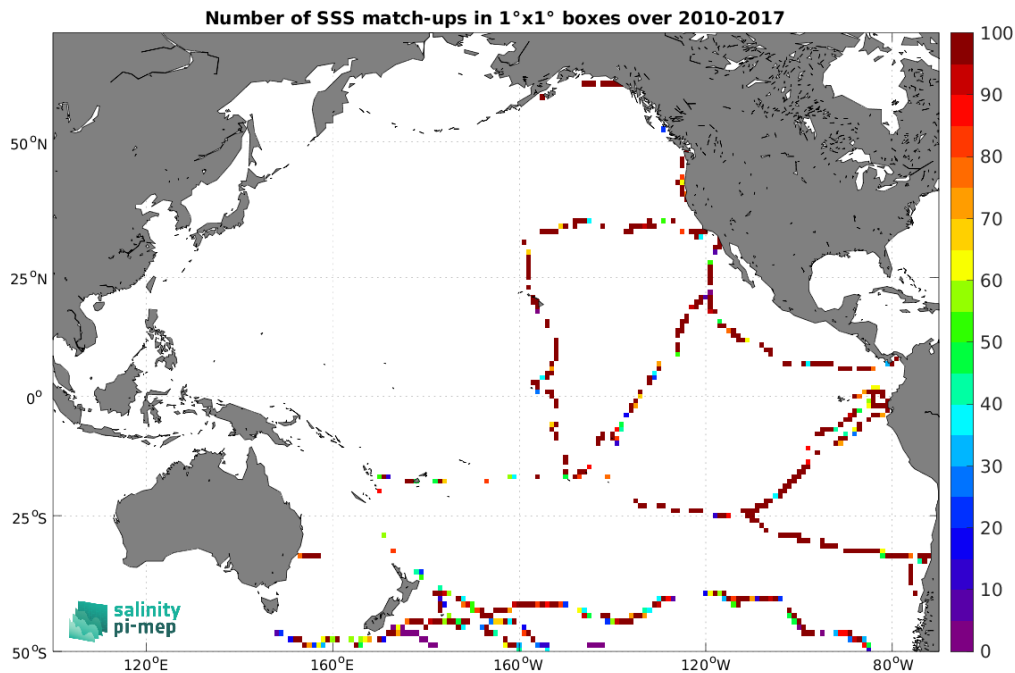 Number of SSS match-ups in 1°x1° boxes over 2010-2017
100
90
80
70
60
50
40
30
20
10
0
50°N
25°N
0°
25°S
50°S
120°E
160°E
160°W
120°W
80°W
salinity
pi-mep